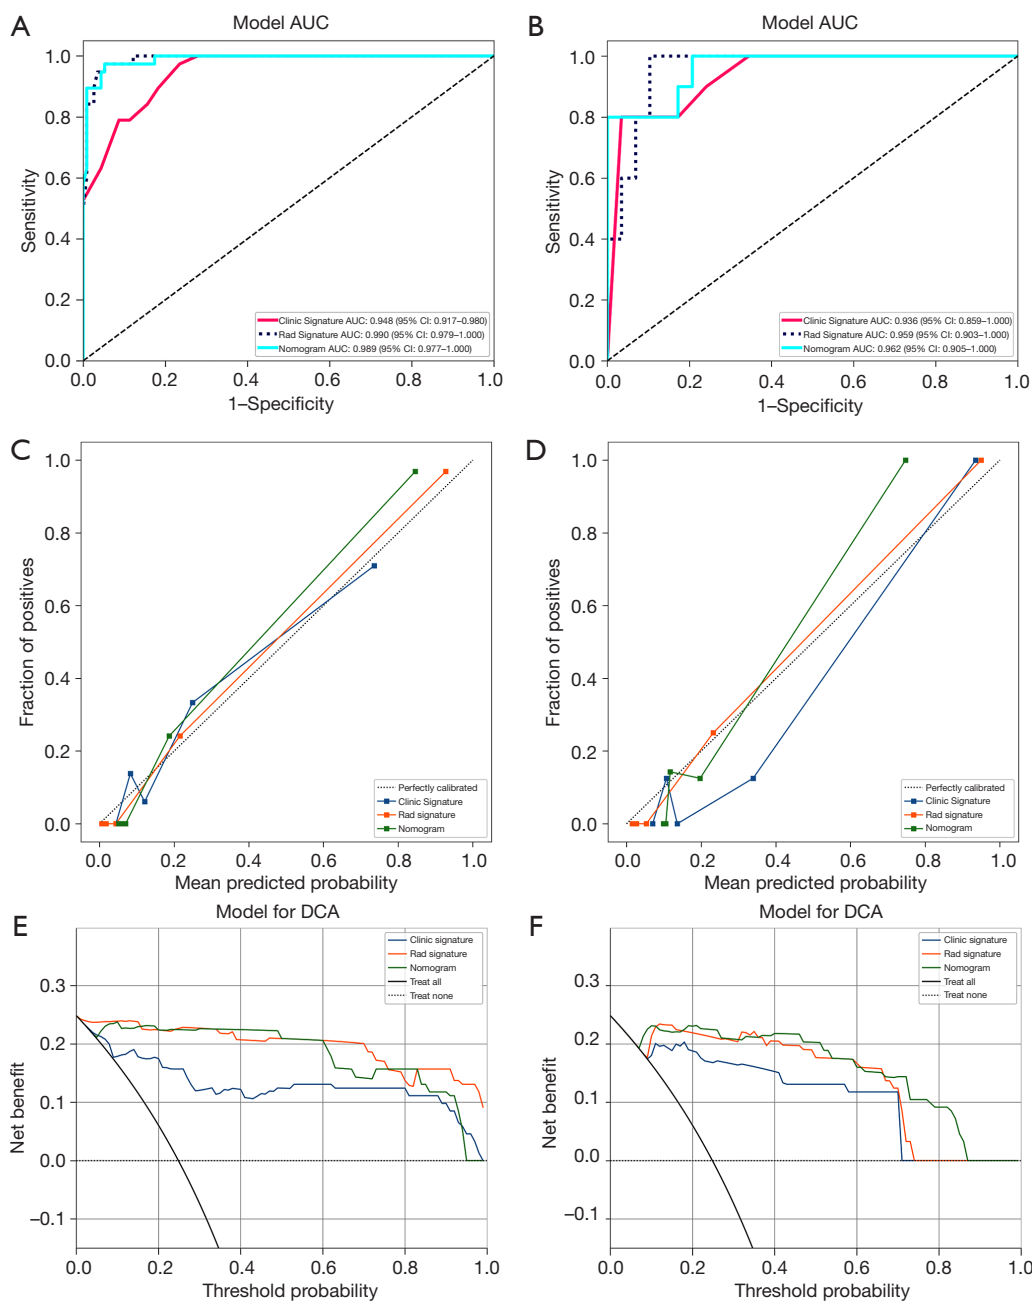 A
Model AUC
1.0
0.8
0.6
0.4
0.2
0.0
Sensitivity
Clinic Signature AUC: 0.948 (95% CI: 0.917–0.980)
Rad Signature AUC: 0.990 (95% CI: 0.979–1.000)
Nomogram AUC: 0.989 (95% CI: 0.977–1.000)
0.0 0.2 0.4 0.6 0.8 1.0
1–Specificity
B
Model AUC
1.0
0.8
0.6
0.4
0.2
0.0
Sensitivity
Clinic Signature AUC: 0.936 (95% CI: 0.859–1.000)
Rad Signature AUC: 0.959 (95% CI: 0.903–1.000)
Nomogram AUC: 0.962 (95% CI: 0.905–1.000)
0.0 0.2 0.4 0.6 0.8 1.0
1–Specificity
C
1.0
0.8
0.6
0.4
0.2
0.0
Fraction of positives
Perfectly calibrated
Clinic Signature
Rad signature
Nomogram
0.0 0.2 0.4 0.6 0.8 1.0
Mean predicted probability
D
1.0
0.8
0.6
0.4
0.2
0.0
Fraction of positives
Perfectly calibrated
Clinic Signature
Rad signature
Nomogram
0.0 0.2 0.4 0.6 0.8 1.0
Mean predicted probability
E
Model for DCA
0.3
0.2
0.1
0.0
–0.1
Net benefit
Clinic signature
Rad signature
Nomogram
Treat all
Treat none
0.0 0.2 0.4 0.6 0.8 1.0
Threshold probability
F
Model for DCA
0.3
0.2
0.1
0.0
–0.1
Net benefit
Clinic signature
Rad signature
Nomogram
Treat all
Treat none
0.0 0.2 0.4 0.6 0.8 1.0
Threshold probability